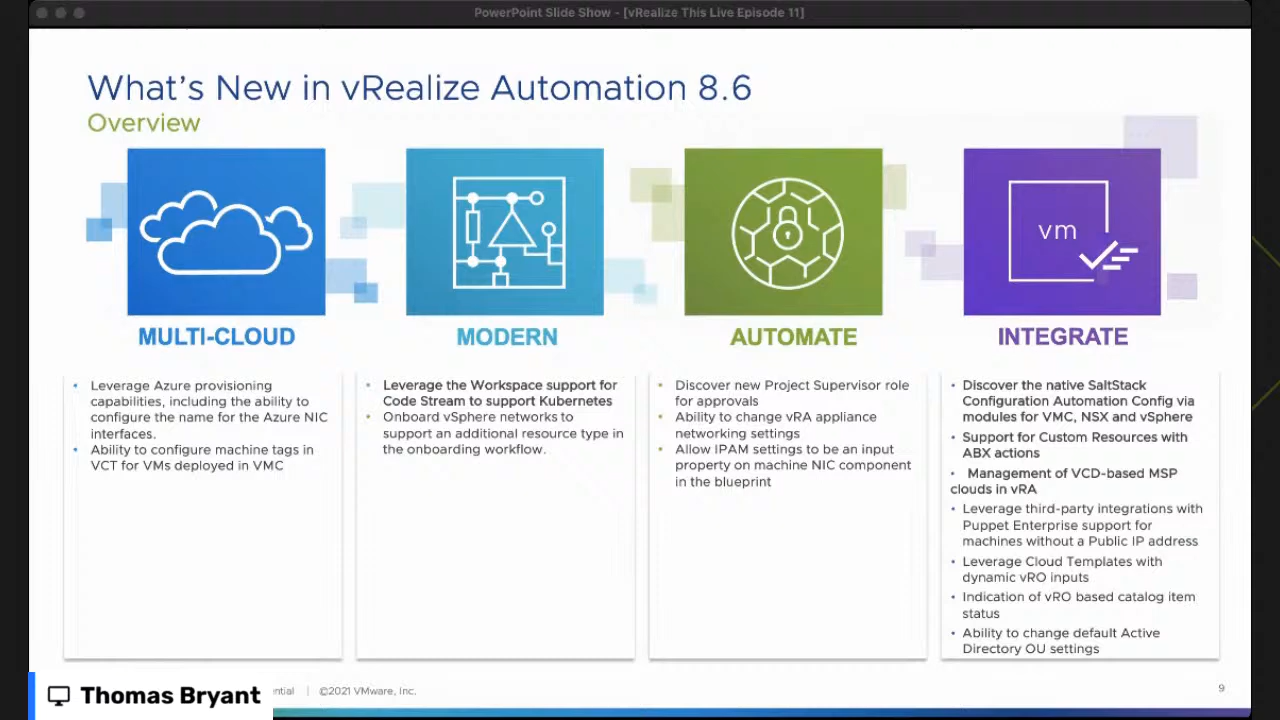 PowerPoint Slide Show - [vRealize This Live Episode 11]
What's New in vRealize Automation 8.6
Overview
vm
MULTI-CLOUD
MODERN
AUTOMATE
INTEGRATE
• Leverage Azure provisioning
capabilities, including the ability to
configure the name for the Azure NIC
interfaces.
• Ability to configure machine tags in
VCT for VMs deployed in VMC
• Leverage the Workspace support for
Code Stream to support Kubernetes
• Onboard vSphere networks to
support an additional resource type in
the onboarding workflow.
• Discover new Project Supervisor role
for approvals
• Ability to change vRA appliance
networking settings
• Allow IPAM settings to be an input
property on machine NIC component
in the blueprint
• Discover the native SaltStack
Configuration Automation Config via
modules for VMC, NSX and vSphere
• Support for Custom Resources with
ABX actions
• Management of VCD-based MSP
clouds in vRA
• Leverage third-party integrations with
Puppet Enterprise support for
machines without a Public IP address
• Leverage Cloud Templates with
dynamic vRO inputs
• Indication of vRO based catalog item
status
• Ability to change default Active
Directory OU settings
Thomas Bryant
ntial | ©2021 VMware, Inc.
9